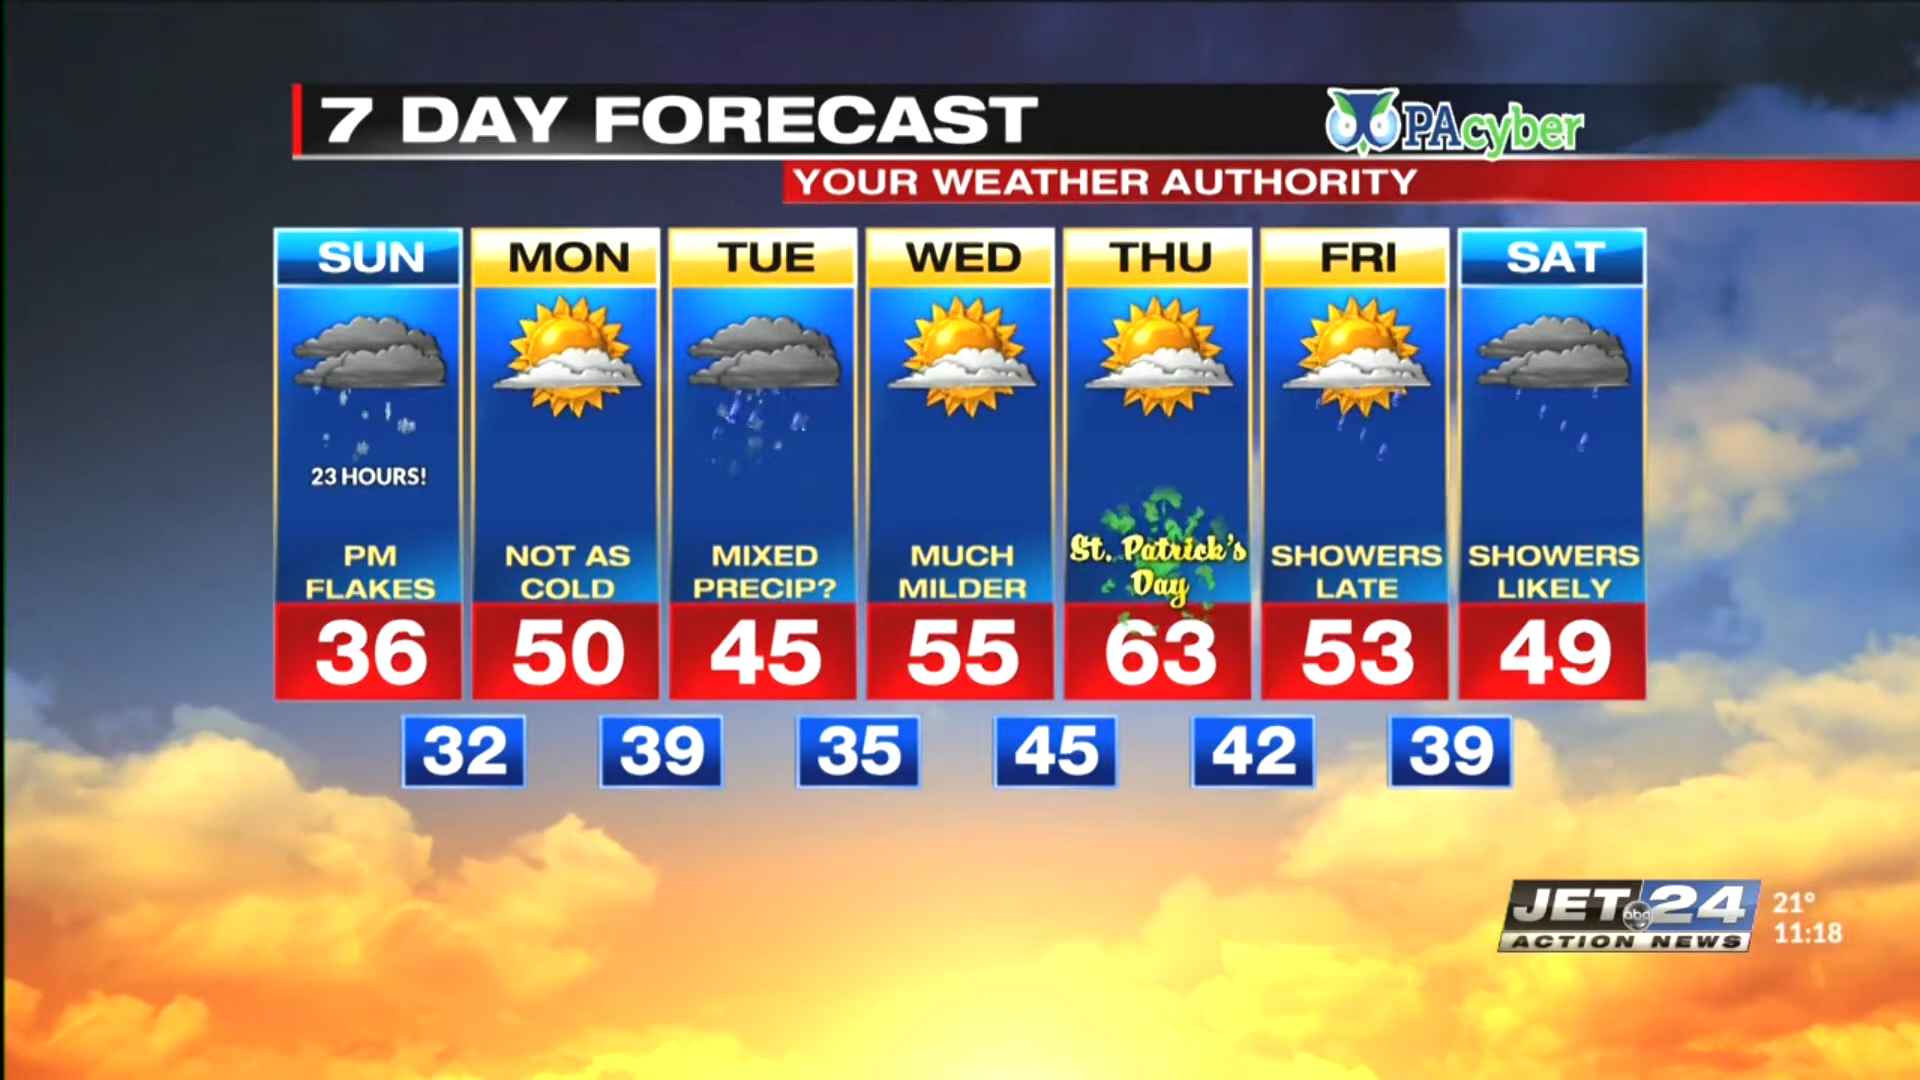 7 DAY FORECAST
PAcyber
YOUR WEATHER AUTHORITY
SUN MON TUE WED THU FRI SAT
23 HOURS!
PM
FLAKES
NOT AS
COLD
MIXED
PRECIP?
MUCH
MILDER
St. Patrick's
Day
SHOWERS
LATE
SHOWERS
LIKELY
36 50 45 55 63 53 49
32 39 35 45 42 39
JET abc 24
ACTION NEWS
21°
11:18